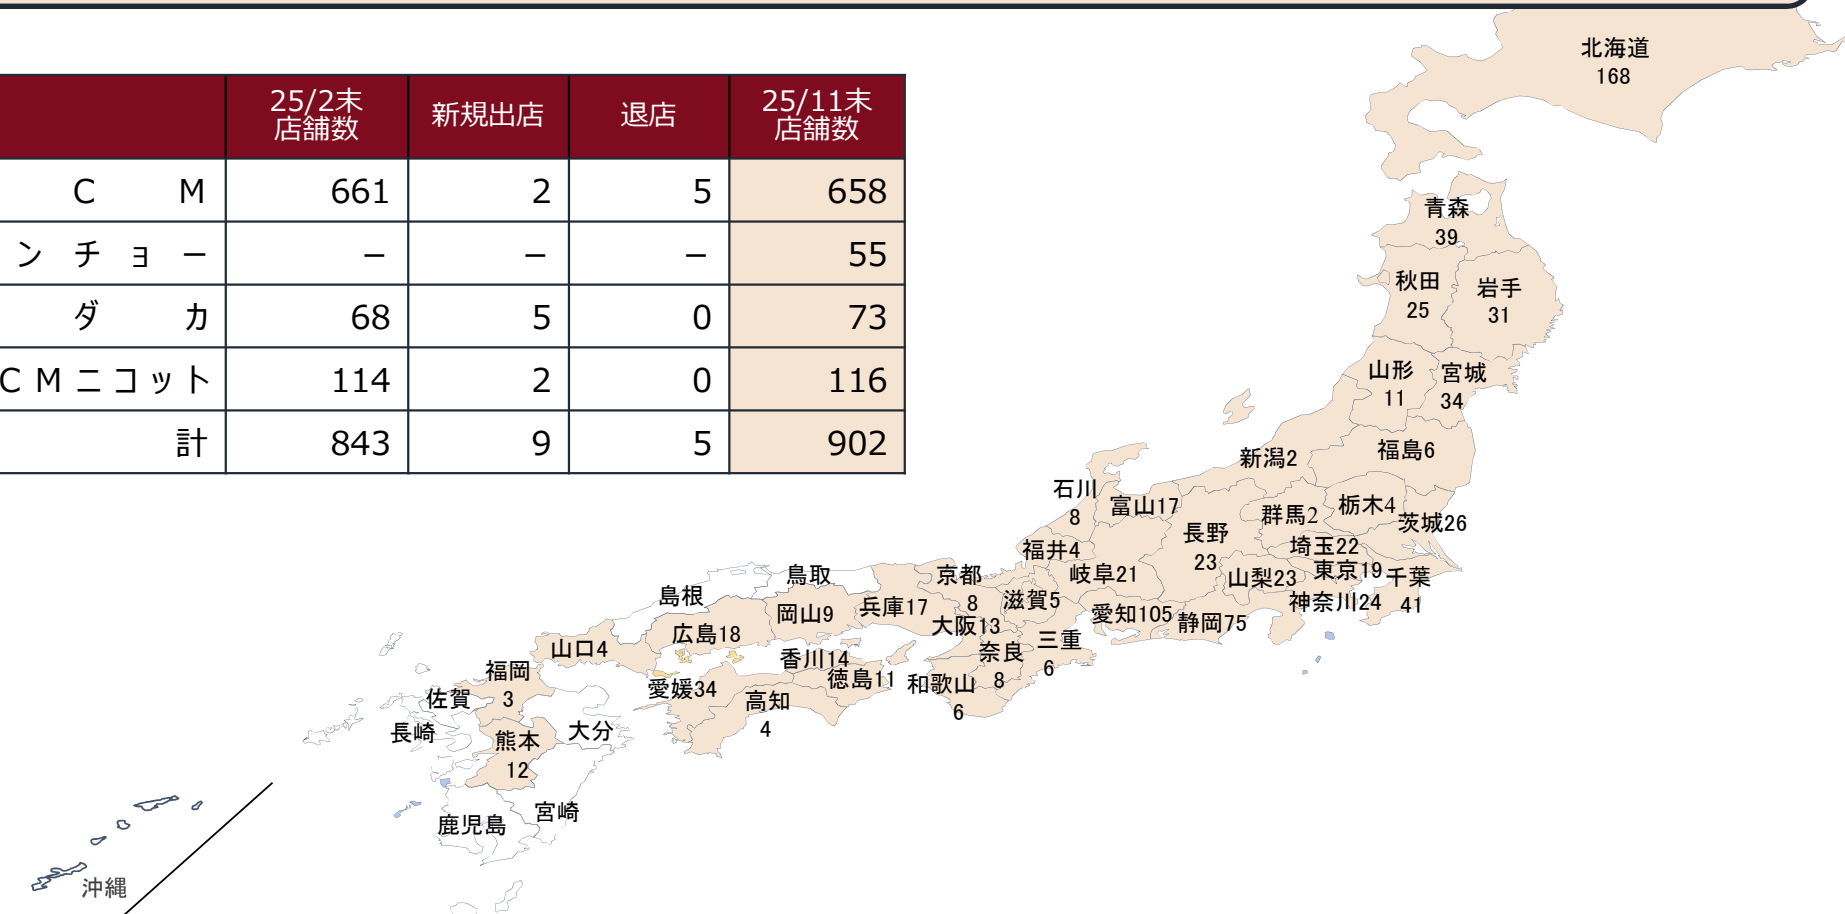 25/2末
店舗数
新規出店
退店
25/11末
店舗数
C M 661 2 5 658
ンチョー － － － 55
ダカ 68 5 0 73
CMニコット 114 2 0 116
計 843 9 5 902
北海道
168
青森
39
秋田
25
岩手
31
山形
11
宮城
34
新潟2
福島6
石川
8
富山17
長野
23
群馬2
栃木4
茨城26
福井4
岐阜21
埼玉22
山梨23
東京19
千葉
41
神奈川24
鳥取
島根
京都
8
滋賀5
愛知105
静岡75
岡山9
兵庫17
大阪13
三重
6
広島18
山口4
奈良
8
香川14
徳島11
和歌山
6
福岡
3
愛媛34
高知
4
佐賀
長崎
熊本
12
大分
宮崎
鹿児島
沖縄